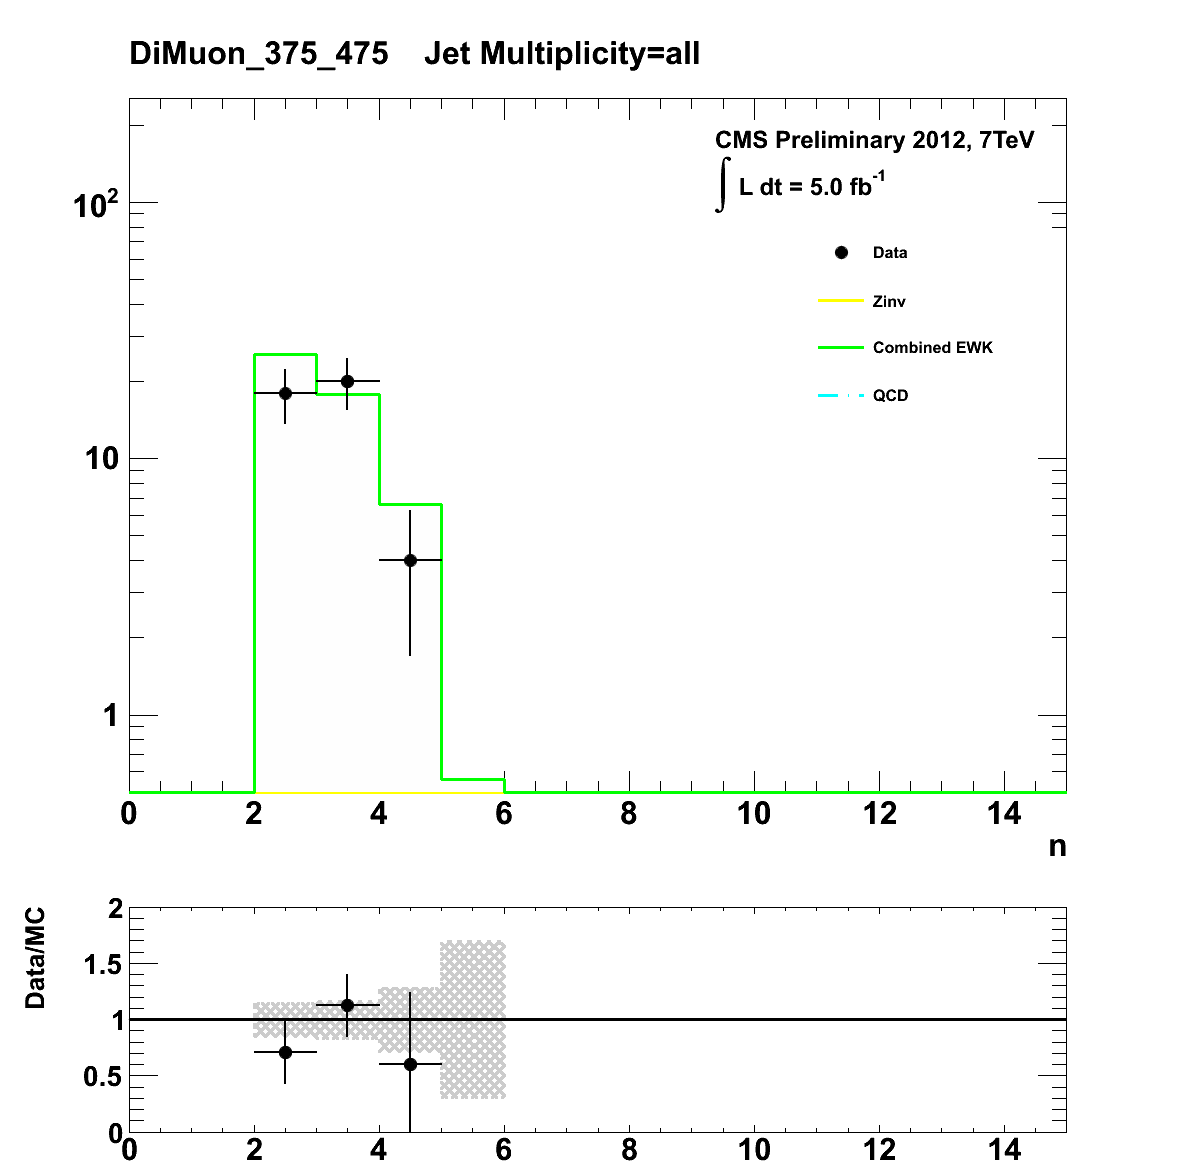 DiMuon_375_475 Jet Multiplicity=all
CMS Preliminary 2012, 7TeV
∫ L dt = 5.0 fb⁻¹
Data
Zinv
Combined EWK
QCD
10²
10
1
0 2 4 6 8 10 12 14
n
Data/MC
2
1.5
1
0.5
0
0 2 4 6 8 10 12 14